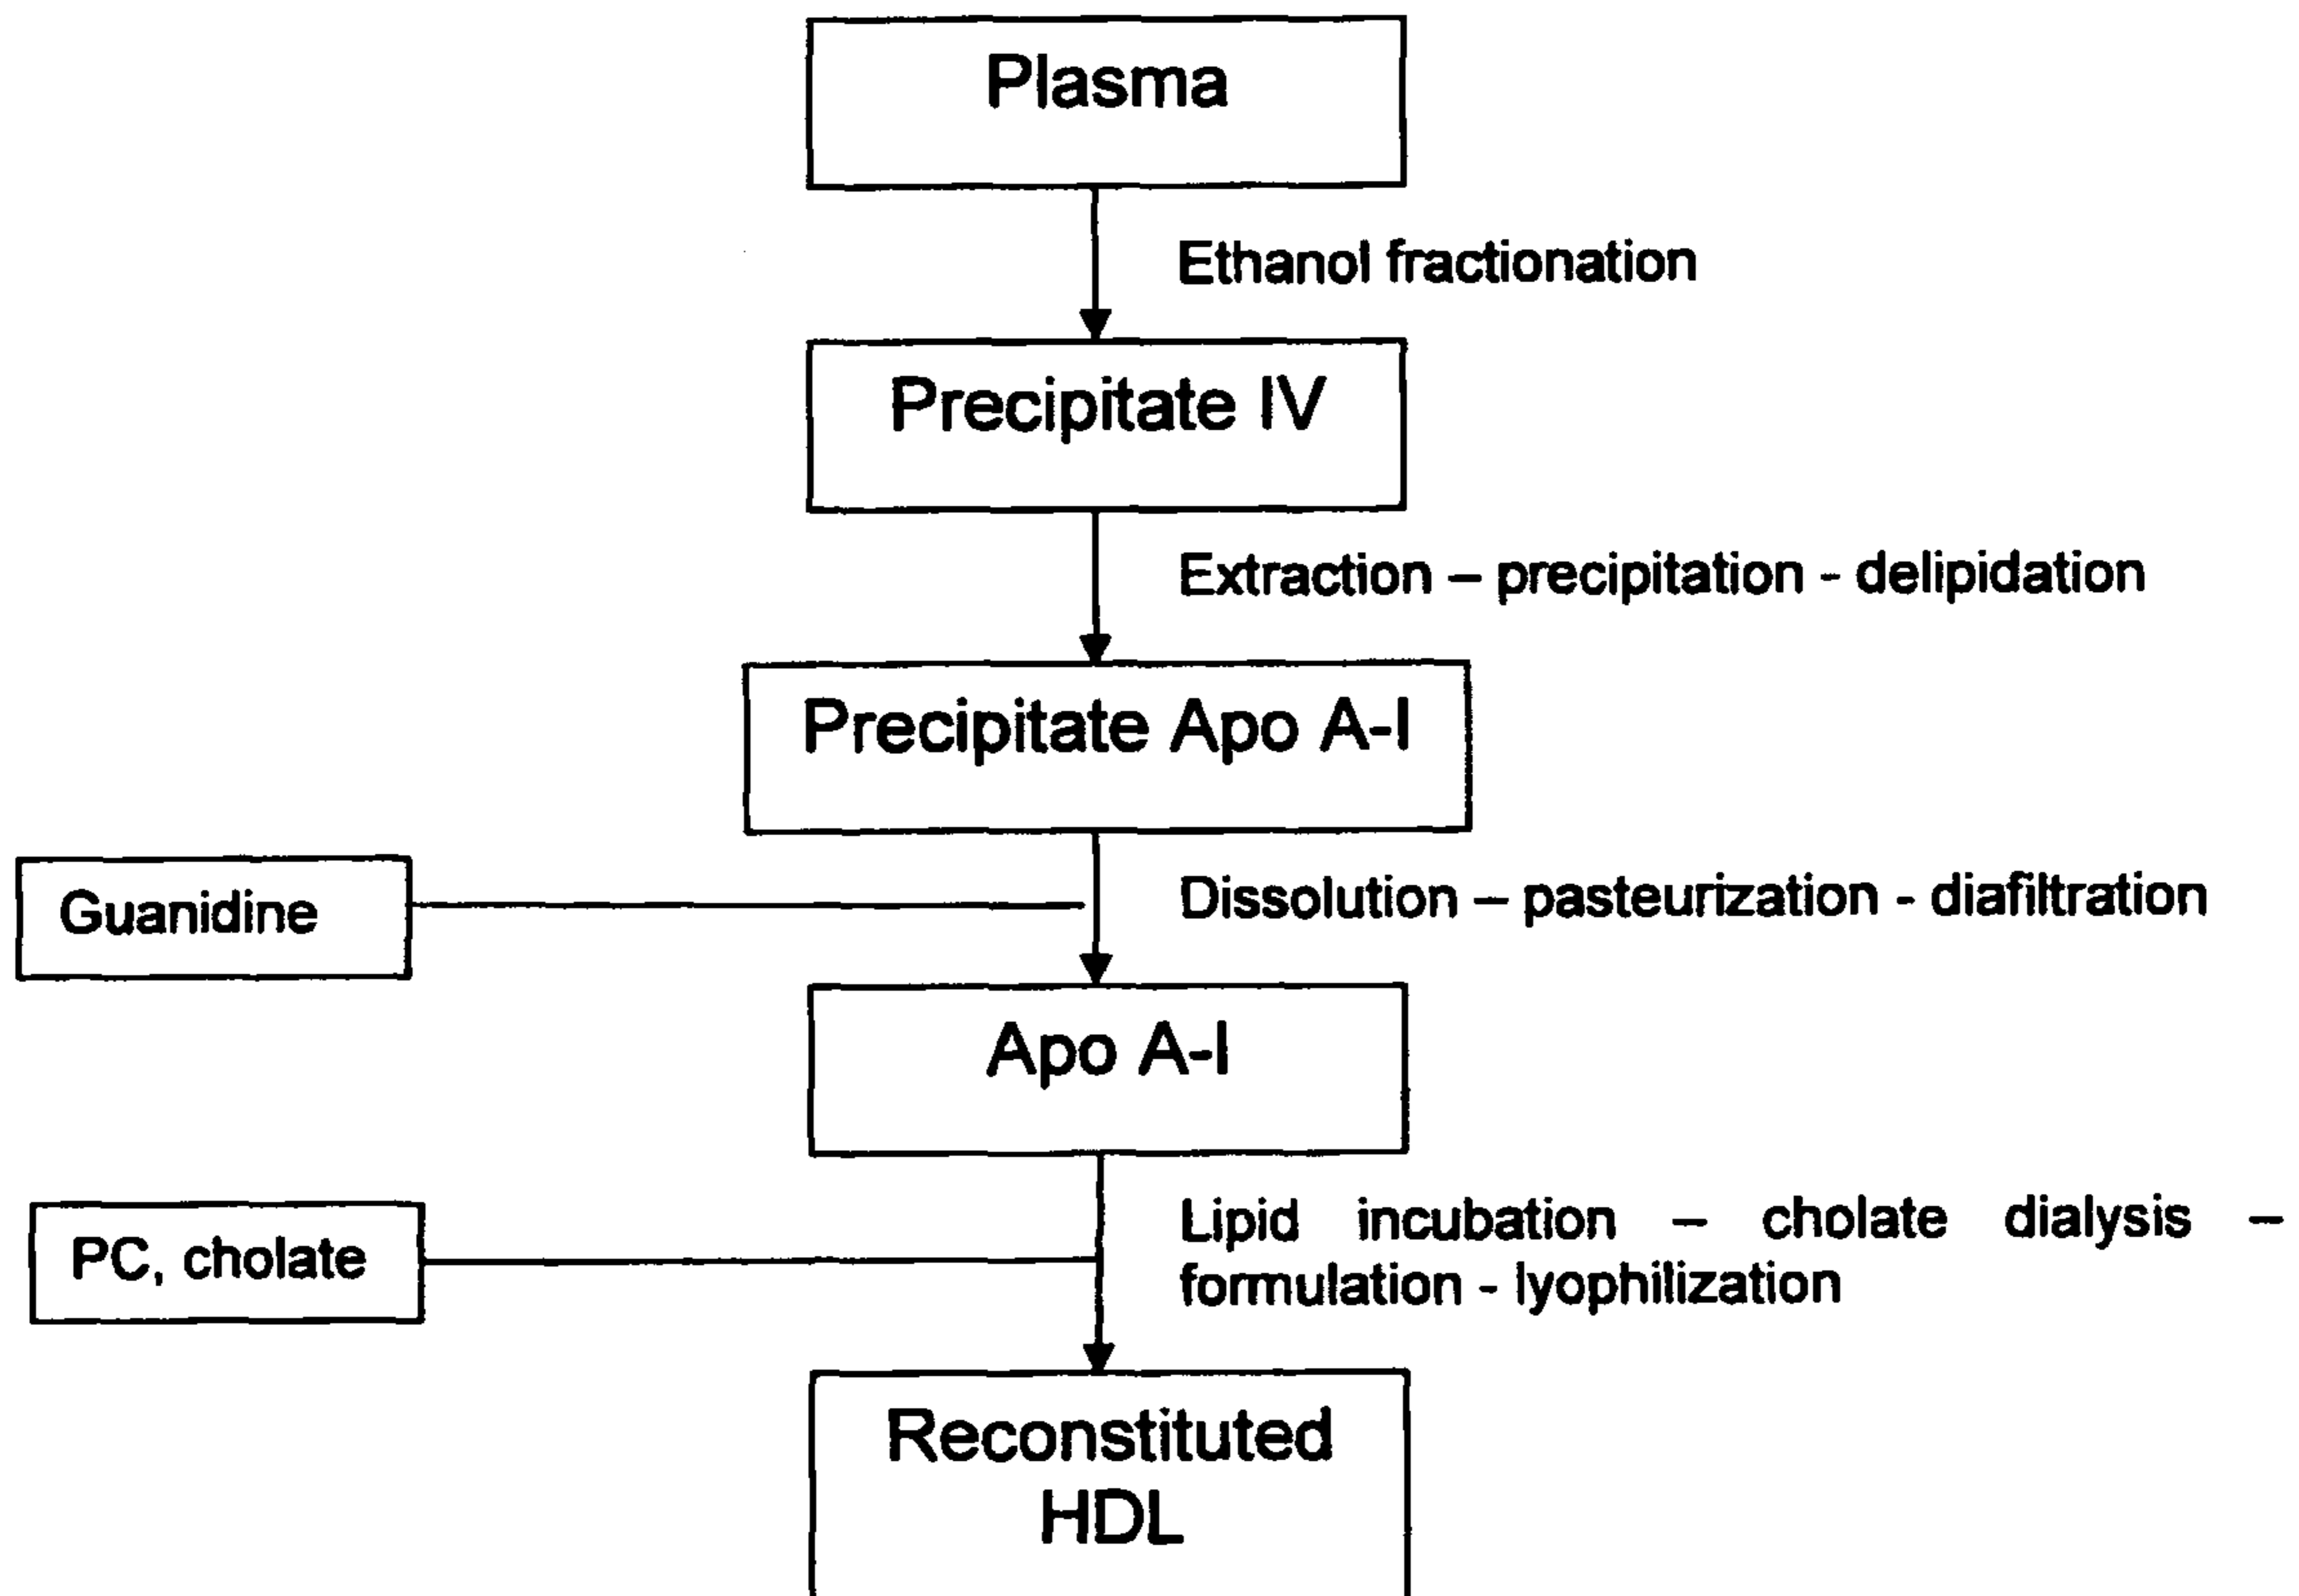 Plasma
Ethanol fractionation
Precipitate IV
Extraction – precipitation - delipidation
Precipitate Apo A-I
Guanidine
Dissolution – pasteurization - diafiltration
Apo A-I
PC, cholate
Lipid incubation – cholate dialysis –
formulation - lyophilization
Reconstituted
HDL